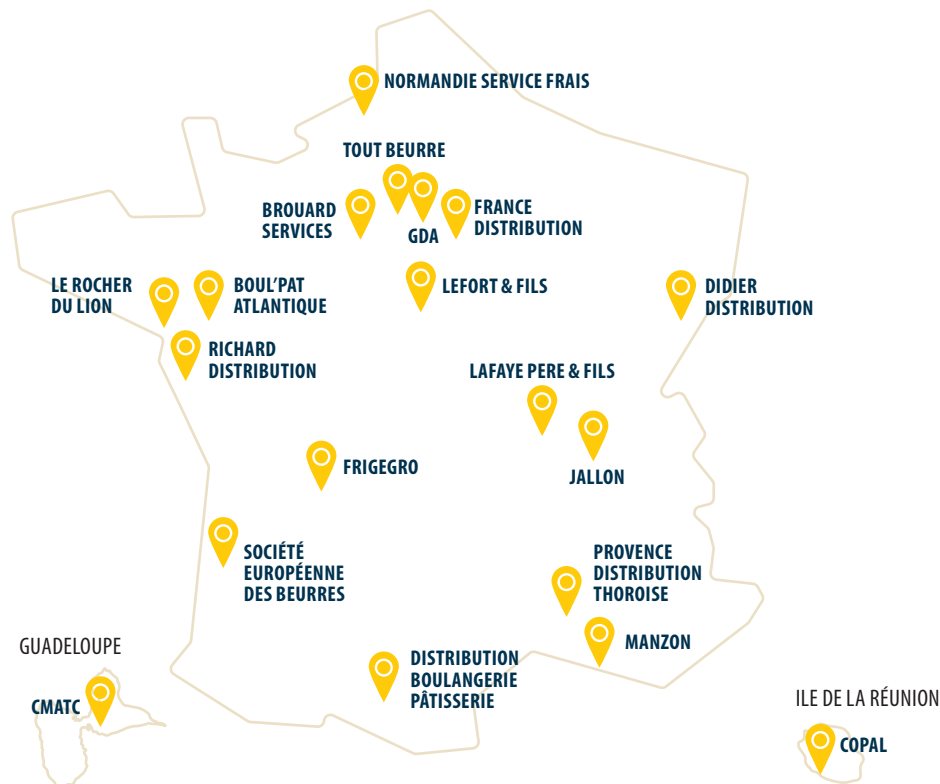 NORMANDIE SERVICE FRAIS
TOUT BEURRE
BROUARD
SERVICES
GDA
FRANCE
DISTRIBUTION
LE ROCHER
DU LION
BOUL'PAT
ATLANTIQUE
LEFORT & FILS
DIDIER
DISTRIBUTION
RICHARD
DISTRIBUTION
LAFAYE PERE & FILS
JALLON
FRIGEGRO
SOCIÉTÉ
EUROPÉENNE
DES BEURRES
PROVENCE
DISTRIBUTION
THOROISE
MANZON
GUADELOUPE
CMATC
DISTRIBUTION
BOULANGERIE
PÂTISSERIE
ILE DE LA RÉUNION
COPAL